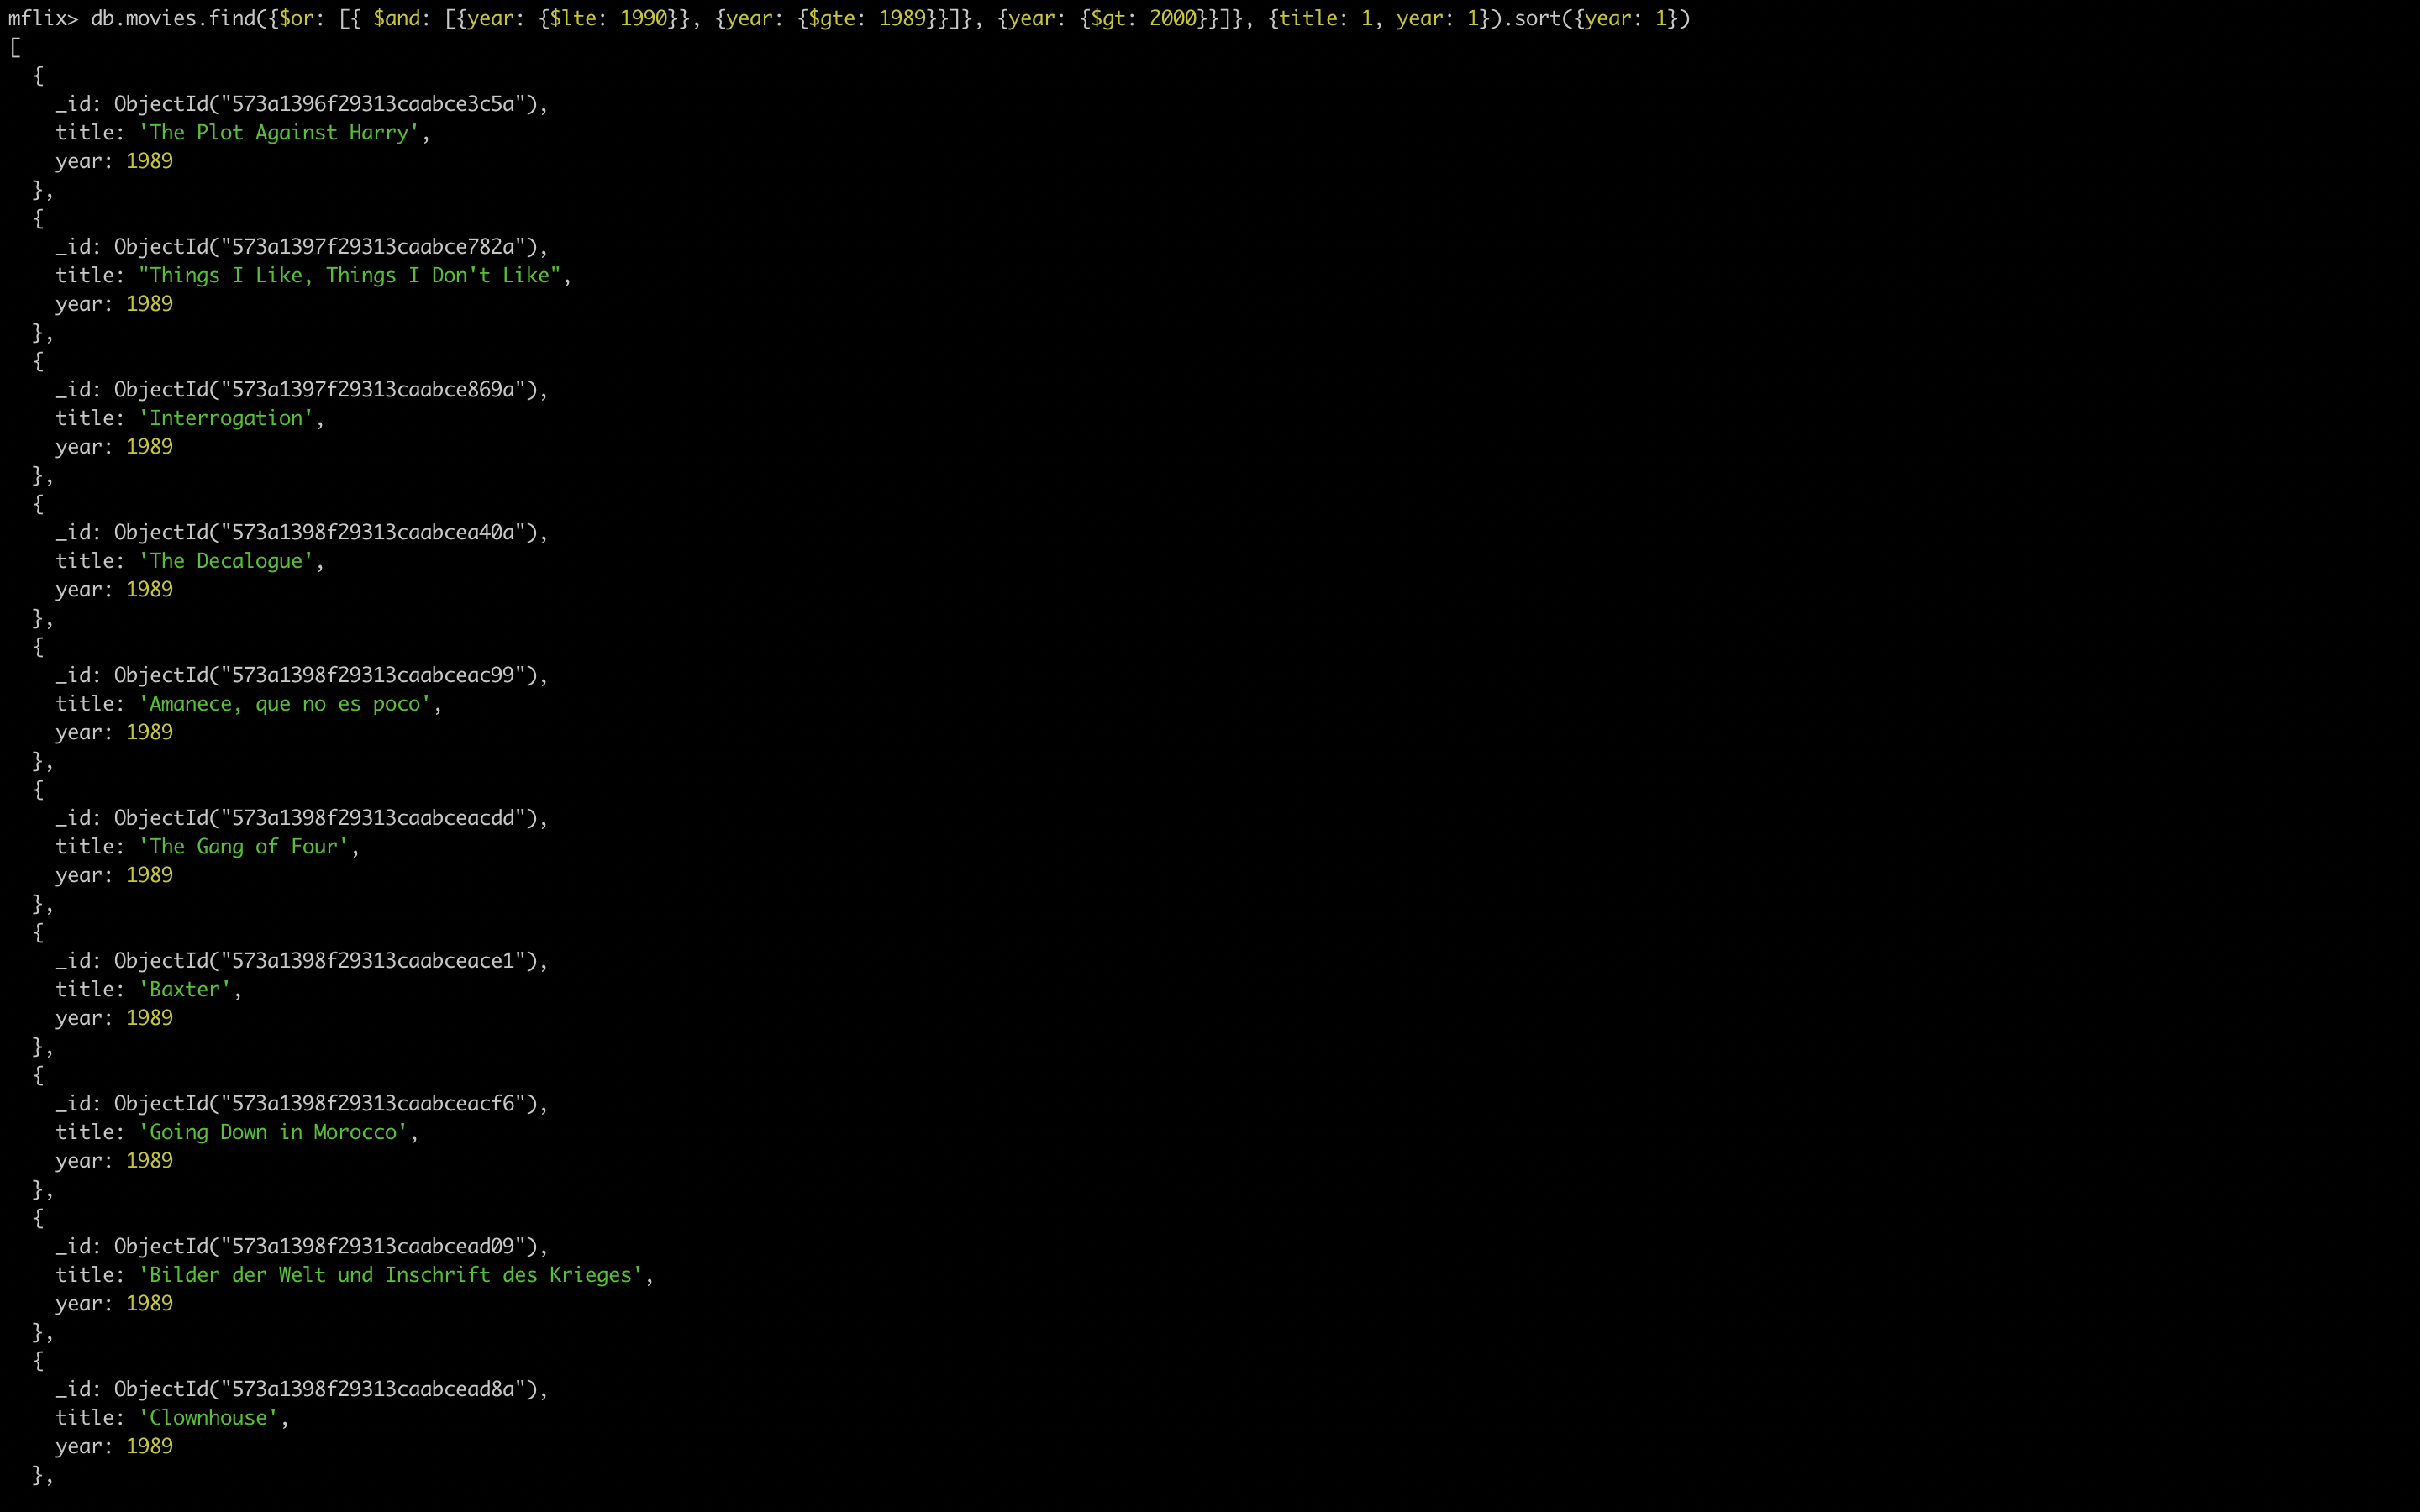 mflix> db.movies.find({$or: [{ $and: [{year: {$lte: 1990}}, {year: {$gte: 1989}}]}, {year: {$gt: 2000}}]}, {title: 1, year: 1}).sort({year: 1})
[
  {
    _id: ObjectId("573a1396f29313caabce3c5a"),
    title: 'The Plot Against Harry',
    year: 1989
  },
  {
    _id: ObjectId("573a1397f29313caabce782a"),
    title: "Things I Like, Things I Don't Like",
    year: 1989
  },
  {
    _id: ObjectId("573a1397f29313caabce869a"),
    title: 'Interrogation',
    year: 1989
  },
  {
    _id: ObjectId("573a1398f29313caabcea40a"),
    title: 'The Decalogue',
    year: 1989
  },
  {
    _id: ObjectId("573a1398f29313caabceac99"),
    title: 'Amanece, que no es poco',
    year: 1989
  },
  {
    _id: ObjectId("573a1398f29313caabceacdd"),
    title: 'The Gang of Four',
    year: 1989
  },
  {
    _id: ObjectId("573a1398f29313caabceace1"),
    title: 'Baxter',
    year: 1989
  },
  {
    _id: ObjectId("573a1398f29313caabceacf6"),
    title: 'Going Down in Morocco',
    year: 1989
  },
  {
    _id: ObjectId("573a1398f29313caabcead09"),
    title: 'Bilder der Welt und Inschrift des Krieges',
    year: 1989
  },
  {
    _id: ObjectId("573a1398f29313caabcead8a"),
    title: 'Clownhouse',
    year: 1989
  },